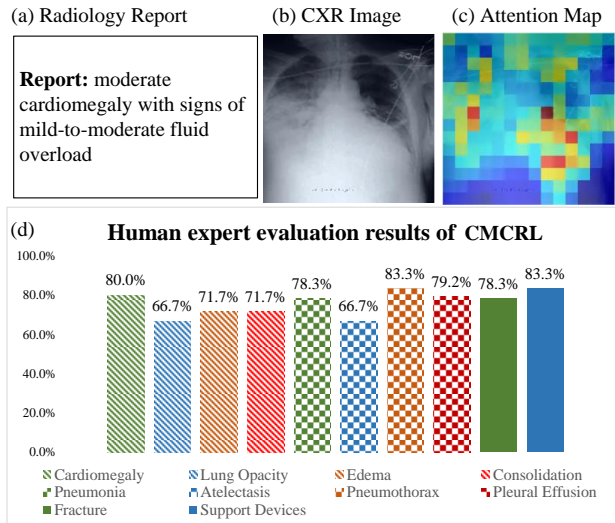 (a) Radiology Report
(b) CXR Image
(c) Attention Map
Report: moderate
cardiomegaly with signs of
mild-to-moderate fluid
overload
(d)
Human expert evaluation results of CMCRL
100.0%
80.0%
60.0%
40.0%
20.0%
0.0%
80.0%
66.7%
71.7%
71.7%
78.3%
66.7%
83.3%
79.2%
78.3%
83.3%
Cardiomegaly
Lung Opacity
Edema
Consolidation
Pneumonia
Atelectasis
Pneumothorax
Pleural Effusion
Fracture
Support Devices